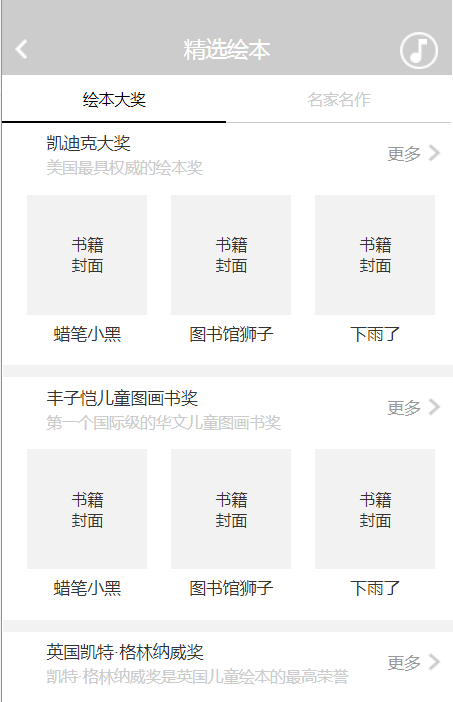 精选绘本
绘本大奖 名家名作
凯迪克大奖
美国最具权威的绘本奖
更多
书籍 书籍 书籍
封面 封面 封面
蜡笔小黑 图书馆狮子 下雨了
丰子恺儿童图画书奖
第一个国际级的华文儿童图画书奖
更多
书籍 书籍 书籍
封面 封面 封面
蜡笔小黑 图书馆狮子 下雨了
英国凯特·格林纳威奖
凯特·格林纳威奖是英国儿童绘本的最高荣誉
更多